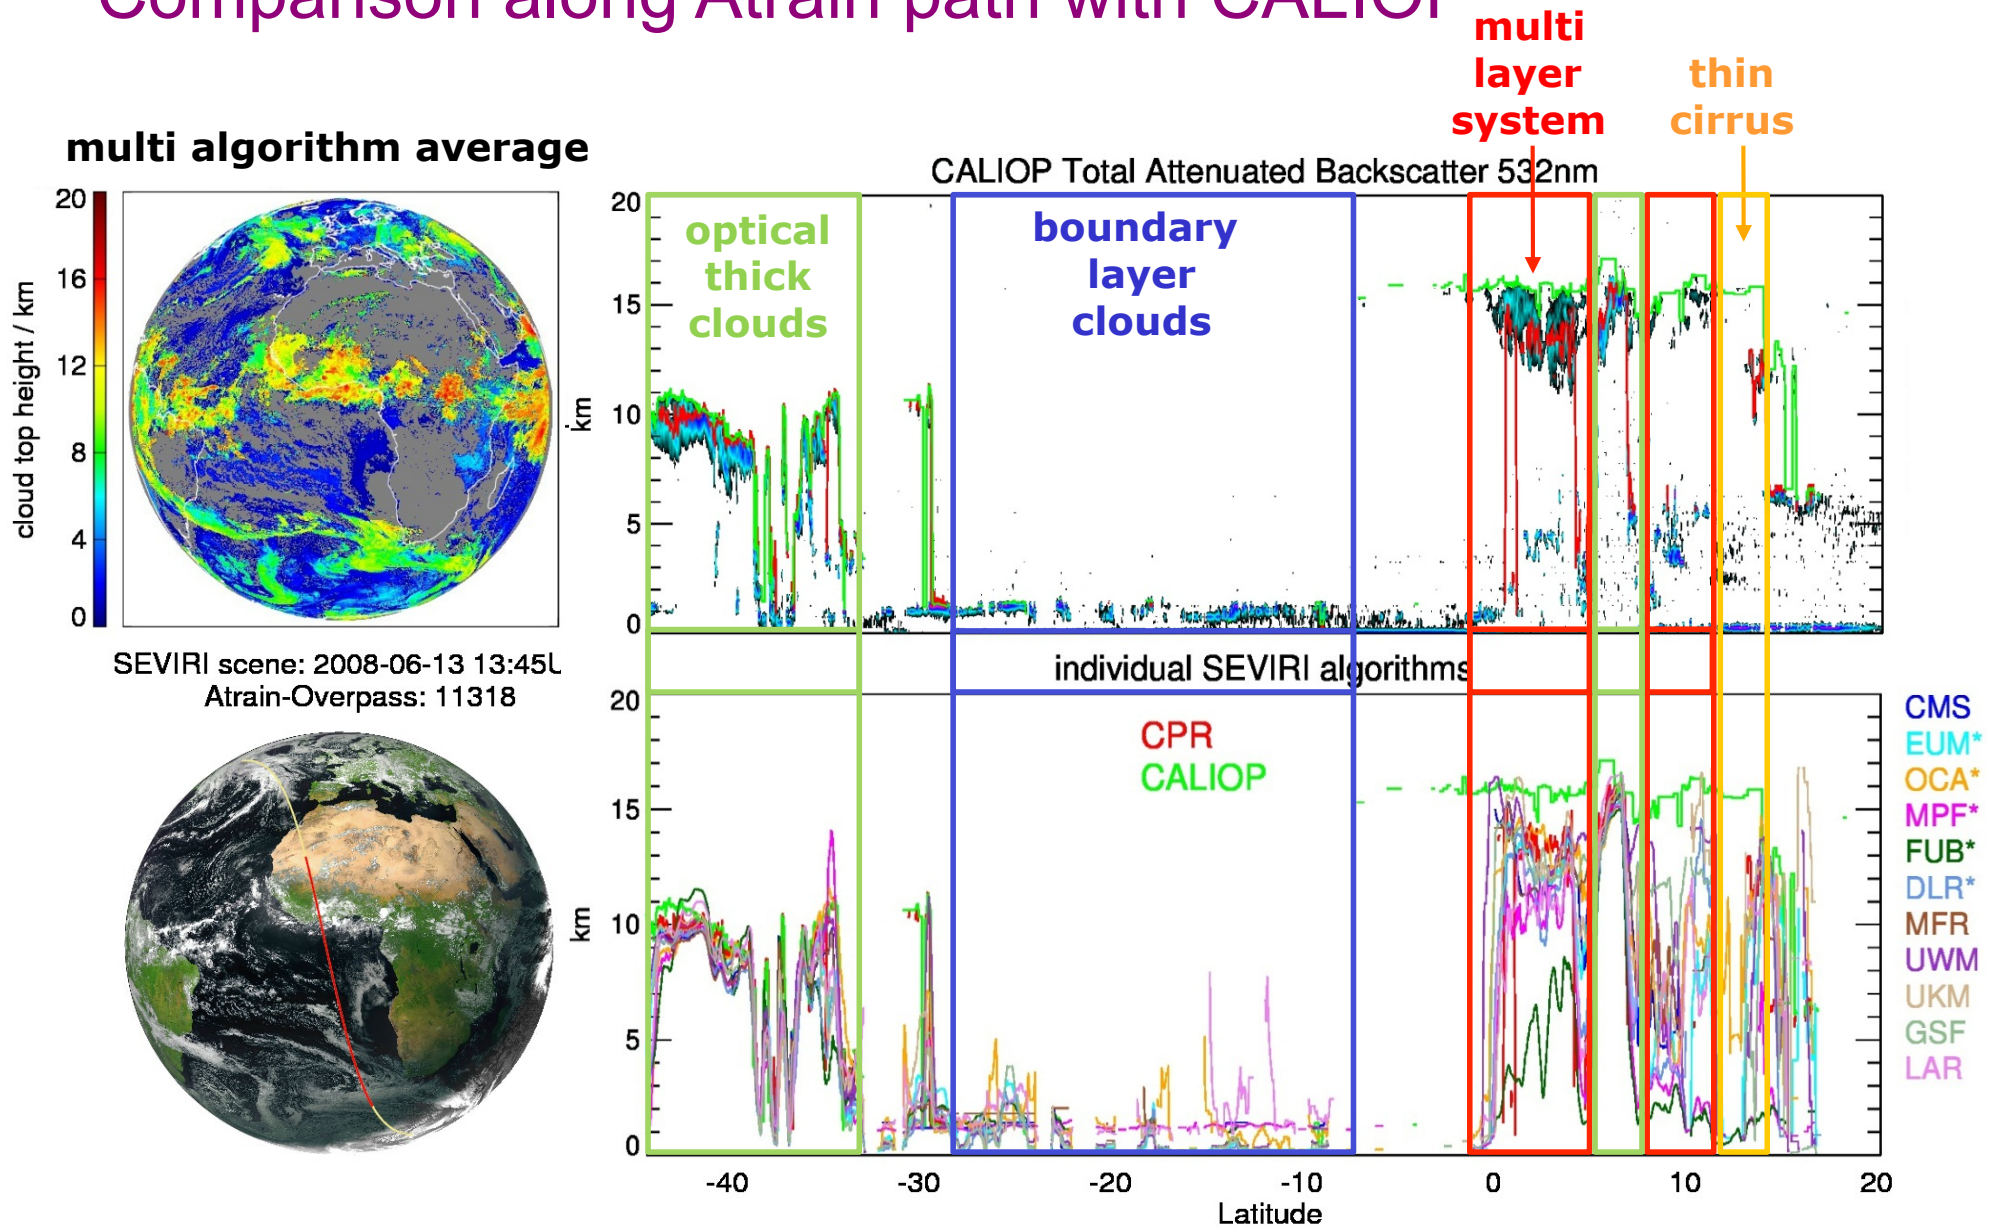 Comparison along Atrain path with CALIOP
multi
layer
system
thin
cirrus
multi algorithm average
20
16
12
8
4
0
cloud top height / km
SEVIRI scene: 2008-06-13 13:45U
Atrain-Overpass: 11318
CALIOP Total Attenuated Backscatter 532nm
optical
thick
clouds
boundary
layer
clouds
20
15
10
5
0
km
individual SEVIRI algorithms
CPR
CALIOP
20
15
10
5
0
km
-40 -30 -20 -10 0 10 20
Latitude
CMS
EUM*
OCA*
MPF*
FUB*
DLR*
MFR
UWM
UKM
GSF
LAR